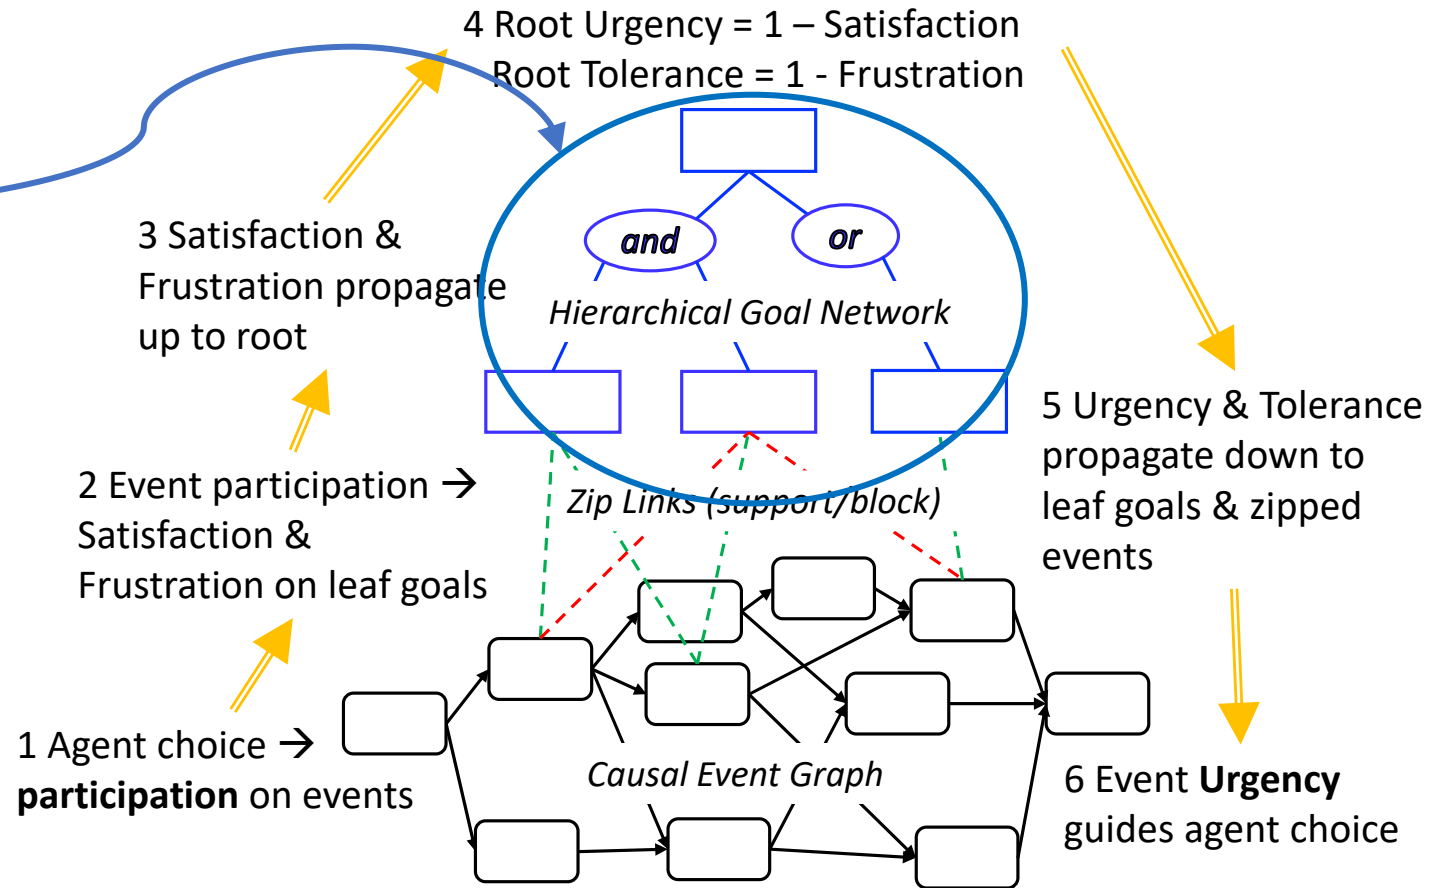 4 Root Urgency = 1 – Satisfaction
Root Tolerance = 1 - Frustration
and
or
3 Satisfaction &
Frustration propagate
up to root
Hierarchical Goal Network
5 Urgency & Tolerance
propagate down to
leaf goals & zipped
events
2 Event participation →
Satisfaction &
Frustration on leaf goals
Zip Links (support/block)
1 Agent choice →
participation on events
Causal Event Graph
6 Event Urgency
guides agent choice